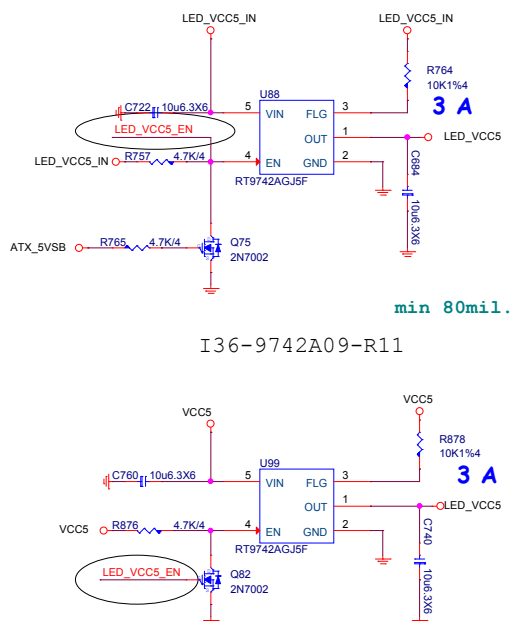 LED_VCC5_IN LED_VCC5_IN
R764
10K1%4
3 A
C722 10u6.3X6
U88
5 VIN FLG 3
LED_VCC5_EN
OUT 1 LED_VCC5
LED_VCC5_IN R757 4.7K/4 4 EN GND 2
RT9742AGJ5F
C684
10u6.3X6
ATX_5VSB R765 4.7K/4
Q75
2N7002
min 80mil.
I36-9742A09-R11
VCC5 VCC5
R878
10K1%4
3 A
C760 10u6.3X6
U99
5 VIN FLG 3
OUT 1 LED_VCC5
VCC5 R876 4.7K/4 4 EN GND 2
RT9742AGJ5F
C740
10u6.3X6
LED_VCC5_EN
Q82
2N7002